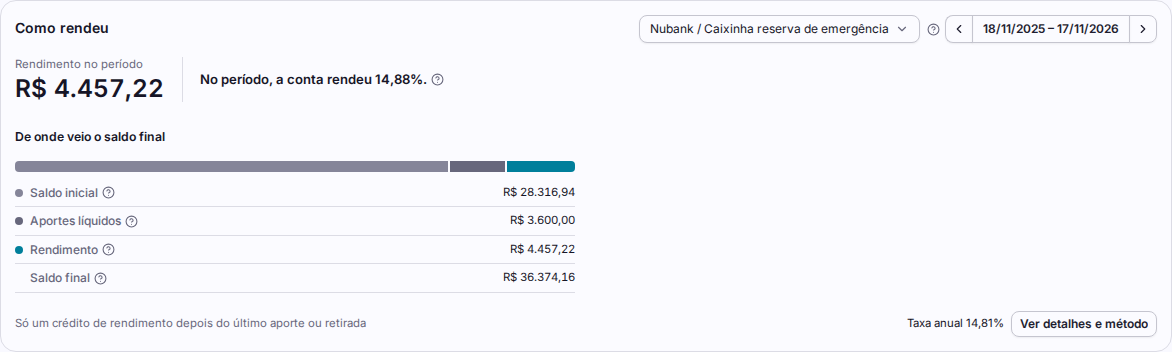 Como rendeu
Nubank / Caixinha reserva de emergência
18/11/2025 – 17/11/2026
Rendimento no período
R$ 4.457,22
No período, a conta rendeu 14,88%.
De onde veio o saldo final
Saldo inicial R$ 28.316,94
Aportes líquidos R$ 3.600,00
Rendimento R$ 4.457,22
Saldo final R$ 36.374,16
Só um crédito de rendimento depois do último aporte ou retirada
Taxa anual 14,81%
Ver detalhes e método